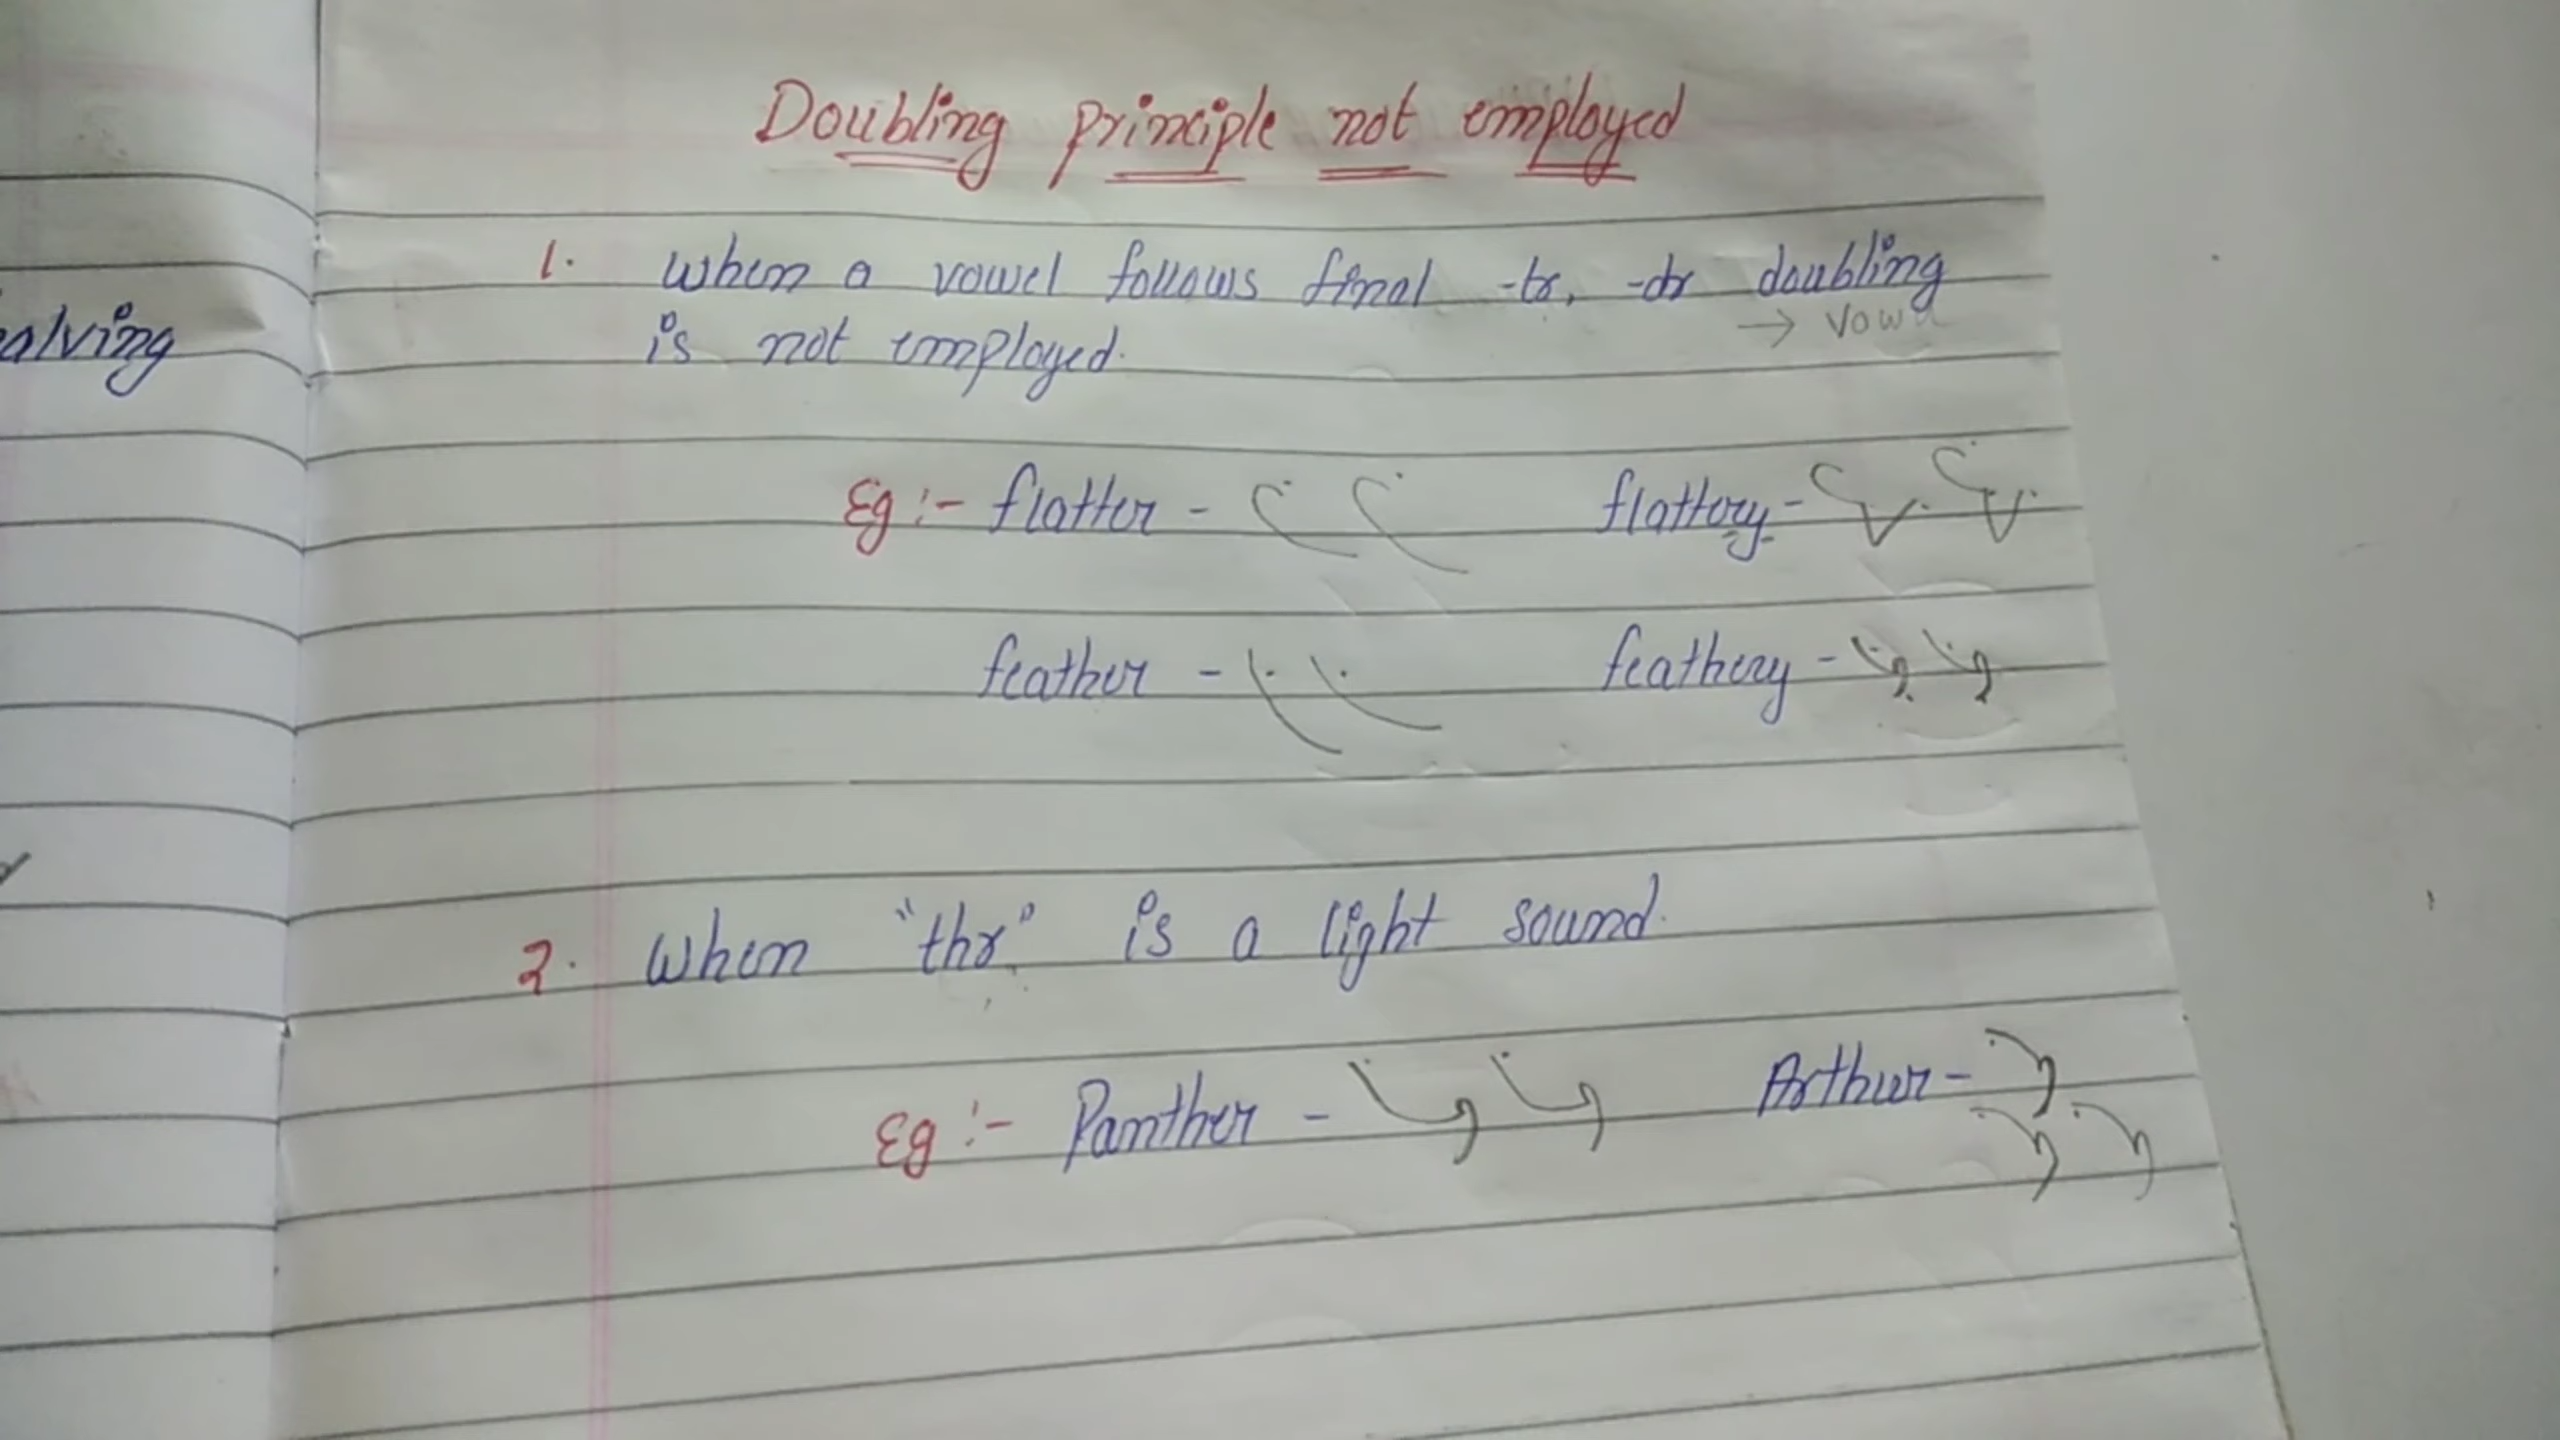 Doubling principle not employed
1. When a vowel follows final -tr, -dr doubling
→ vowel
is not employed.
Eg :- flatter - flattery -
feather - feathery -
alving
2. When "thr" is a light sound.
Eg :- Panther - Arthur -